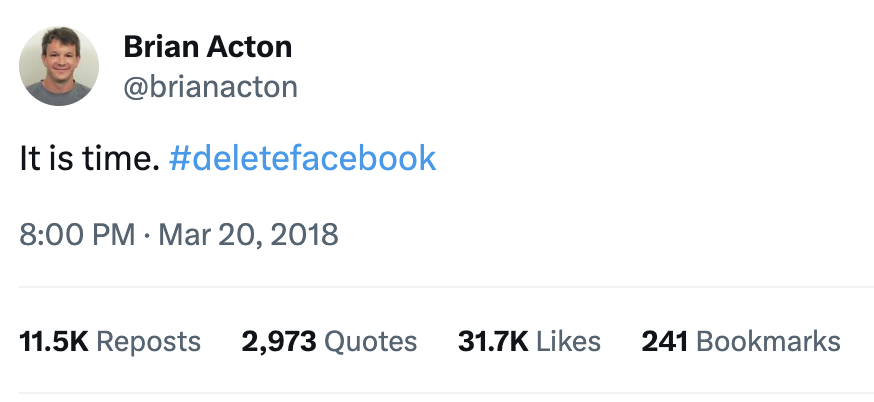 Brian Acton
@brianacton
It is time. #deletefacebook
8:00 PM · Mar 20, 2018
11.5K Reposts 2,973 Quotes 31.7K Likes 241 Bookmarks